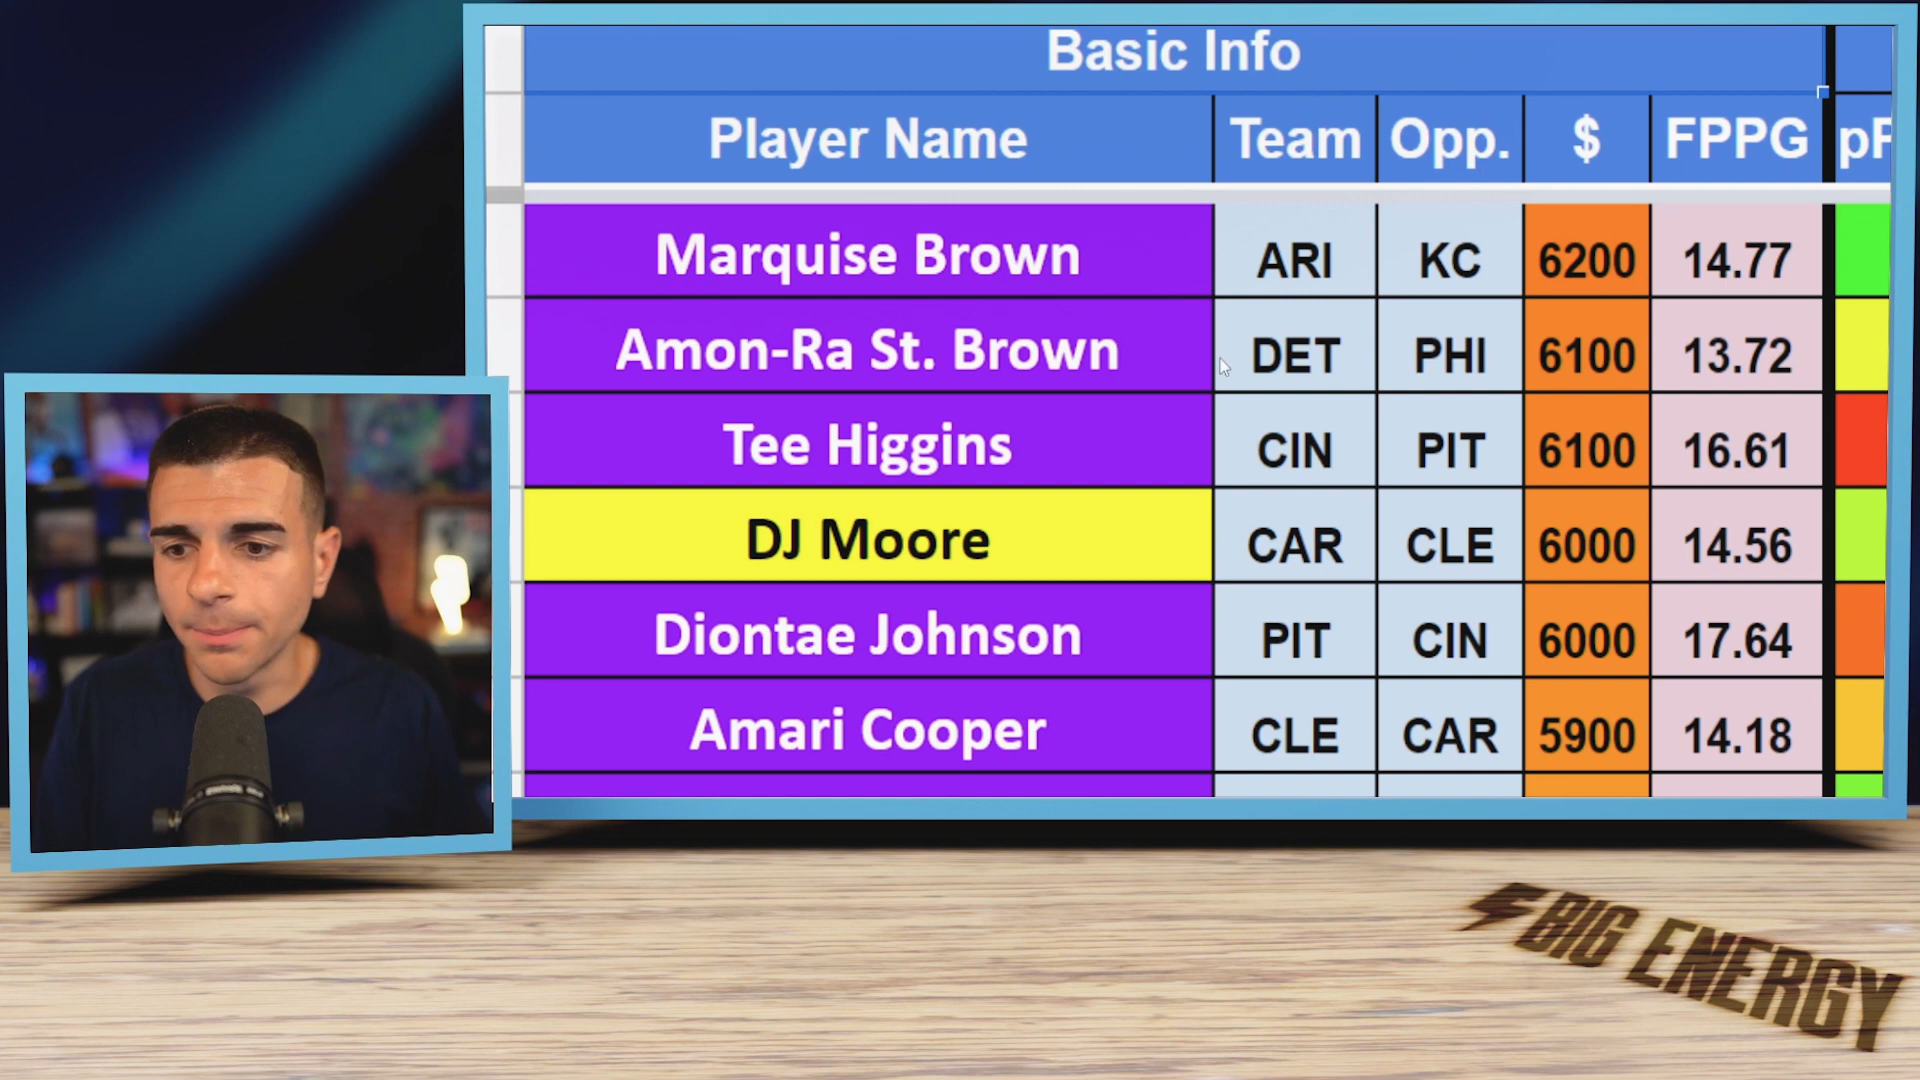 Basic Info
Player Name Team Opp. $ FPPG
Marquise Brown ARI KC 6200 14.77
Amon-Ra St. Brown DET PHI 6100 13.72
Tee Higgins CIN PIT 6100 16.61
DJ Moore CAR CLE 6000 14.56
Diontae Johnson PIT CIN 6000 17.64
Amari Cooper CLE CAR 5900 14.18
BIG ENERGY